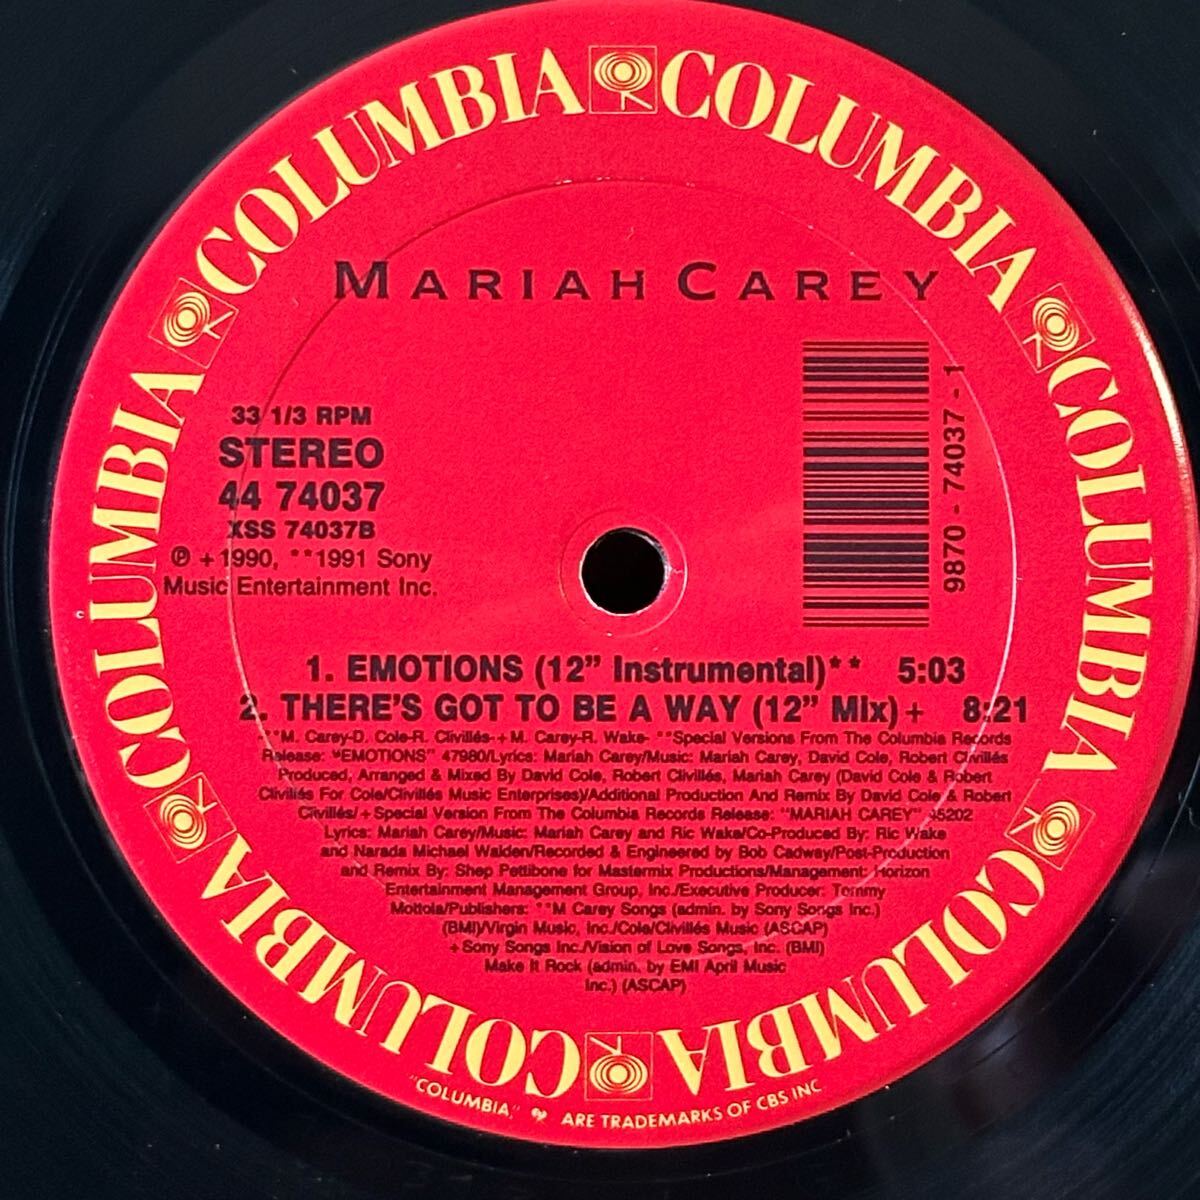 COLUMBIA COLUMBIA COLUMBIA COLUMBIA COLUMBIA COLUMBIA COLUMBIA COLUMBIA
MARIAH CAREY
33 1/3 RPM
STEREO
44 74037
XSS 74037B
℗ +1990, **1991 Sony
Music Entertainment Inc.
9870 - 74037 - 1
1. EMOTIONS (12" Instrumental)** 5:03
2. THERE'S GOT TO BE A WAY (12" Mix)+ 8:21
**M. Carey-D. Cole-R. Clivillés-+M. Carey-R. Wake- **Special Versions From The Columbia Records
Release: "EMOTIONS" 47980/Lyrics: Mariah Carey/Music: Mariah Carey, David Cole, Robert Clivillés
Produced, Arranged & Mixed By David Cole, Robert Clivillés, Mariah Carey (David Cole & Robert
Clivillés For Cole/Clivillés Music Enterprises)/Additional Production And Remix By David Cole & Robert
Clivillés/+Special Version From The Columbia Records Release: "MARIAH CAREY" 45202
Lyrics: Mariah Carey/Music: Mariah Carey and Ric Wake/Co-Produced By: Ric Wake
and Narada Michael Walden/Recorded & Engineered by Bob Cadway/Post-Production
and Remix By: Shep Pettibone for Mastermix Productions/Management: Horizon
Entertainment Management Group, Inc./Executive Producer: Tommy
Mottola/Publishers: **M Carey Songs (admin. by Sony Songs Inc.)
(BMI)/Virgin Music, Inc./Cole/Clivillés Music (ASCAP)
+Sony Songs Inc./Vision of Love Songs, Inc. (BMI)
Make It Rock (admin. by EMI April Music
Inc.) (ASCAP)
"COLUMBIA," ARE TRADEMARKS OF CBS INC.